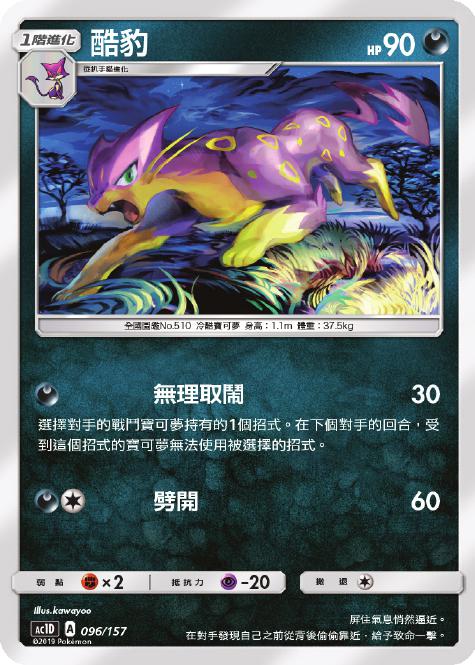 1階進化 酷豹 HP 90
從扒手貓進化
全國圖鑑No.510 冷酷寶可夢 身高：1.1m 體重：37.5kg
無理取鬧 30
選擇對手的戰鬥寶可夢持有的1個招式。在下個對手的回合，受
到這個招式的寶可夢無法使用被選擇的招式。
劈開 60
弱點 ×2 抵抗力 -20 撤退
Illus.kawayoo
AC1D A 096/157
©2019 Pokémon
屏住氣息悄然逼近。
在對手發現自己之前從背後偷偷靠近，給予致命一擊。